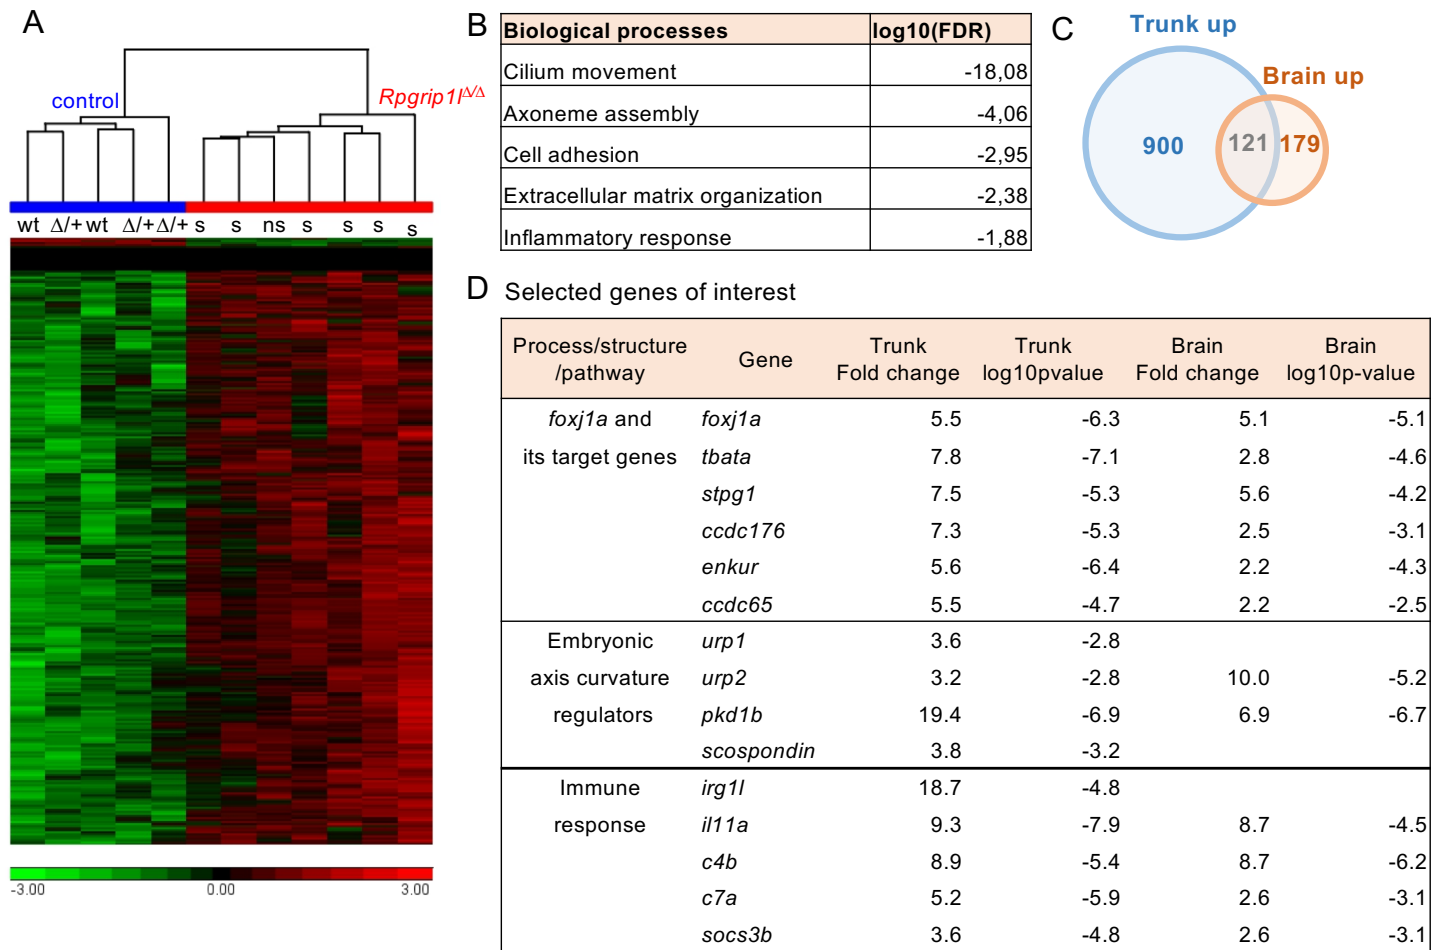 A
control
Rpgrip1l Δ/Δ
wt Δ/+ wt Δ/+ Δ/+ s s ns s s s s
-3.00 0.00 3.00
B
Biological processes log10(FDR)
Cilium movement -18,08
Axoneme assembly -4,06
Cell adhesion -2,95
Extracellular matrix organization -2,38
Inflammatory response -1,88
C
Trunk up
Brain up
900 121 179
D Selected genes of interest
Process/structure /pathway Gene Trunk Fold change Trunk log10pvalue Brain Fold change Brain log10p-value
foxj1a and foxj1a 5.5 -6.3 5.1 -5.1
its target genes tbata 7.8 -7.1 2.8 -4.6
stpg1 7.5 -5.3 5.6 -4.2
ccdc176 7.3 -5.3 2.5 -3.1
enkur 5.6 -6.4 2.2 -4.3
ccdc65 5.5 -4.7 2.2 -2.5
Embryonic urp1 3.6 -2.8
axis curvature urp2 3.2 -2.8 10.0 -5.2
regulators pkd1b 19.4 -6.9 6.9 -6.7
scospondin 3.8 -3.2
Immune irg1l 18.7 -4.8
response il11a 9.3 -7.9 8.7 -4.5
c4b 8.9 -5.4 8.7 -6.2
c7a 5.2 -5.9 2.6 -3.1
socs3b 3.6 -4.8 2.6 -3.1